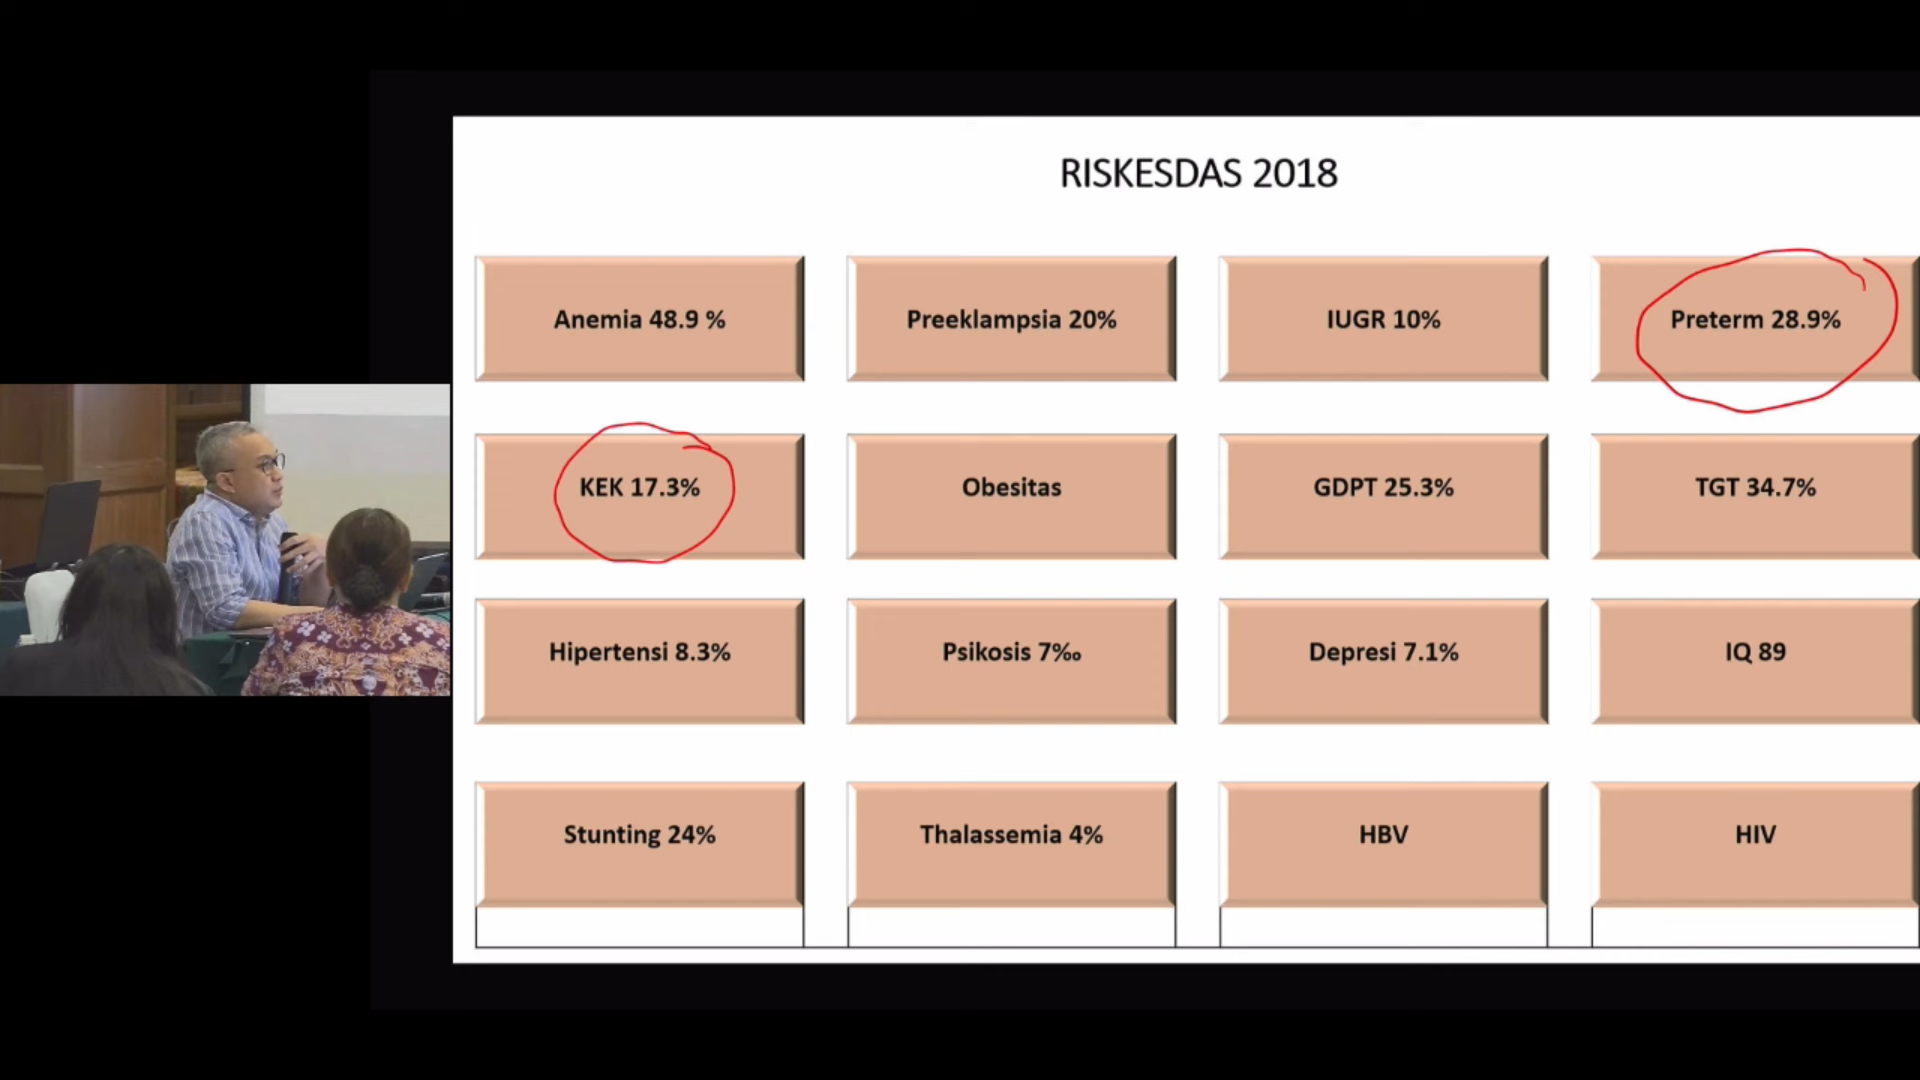 RISKESDAS 2018
Anemia 48.9 %
Preeklampsia 20%
IUGR 10%
Preterm 28.9%
KEK 17.3%
Obesitas
GDPT 25.3%
TGT 34.7%
Hipertensi 8.3%
Psikosis 7‰
Depresi 7.1%
IQ 89
Stunting 24%
Thalassemia 4%
HBV
HIV